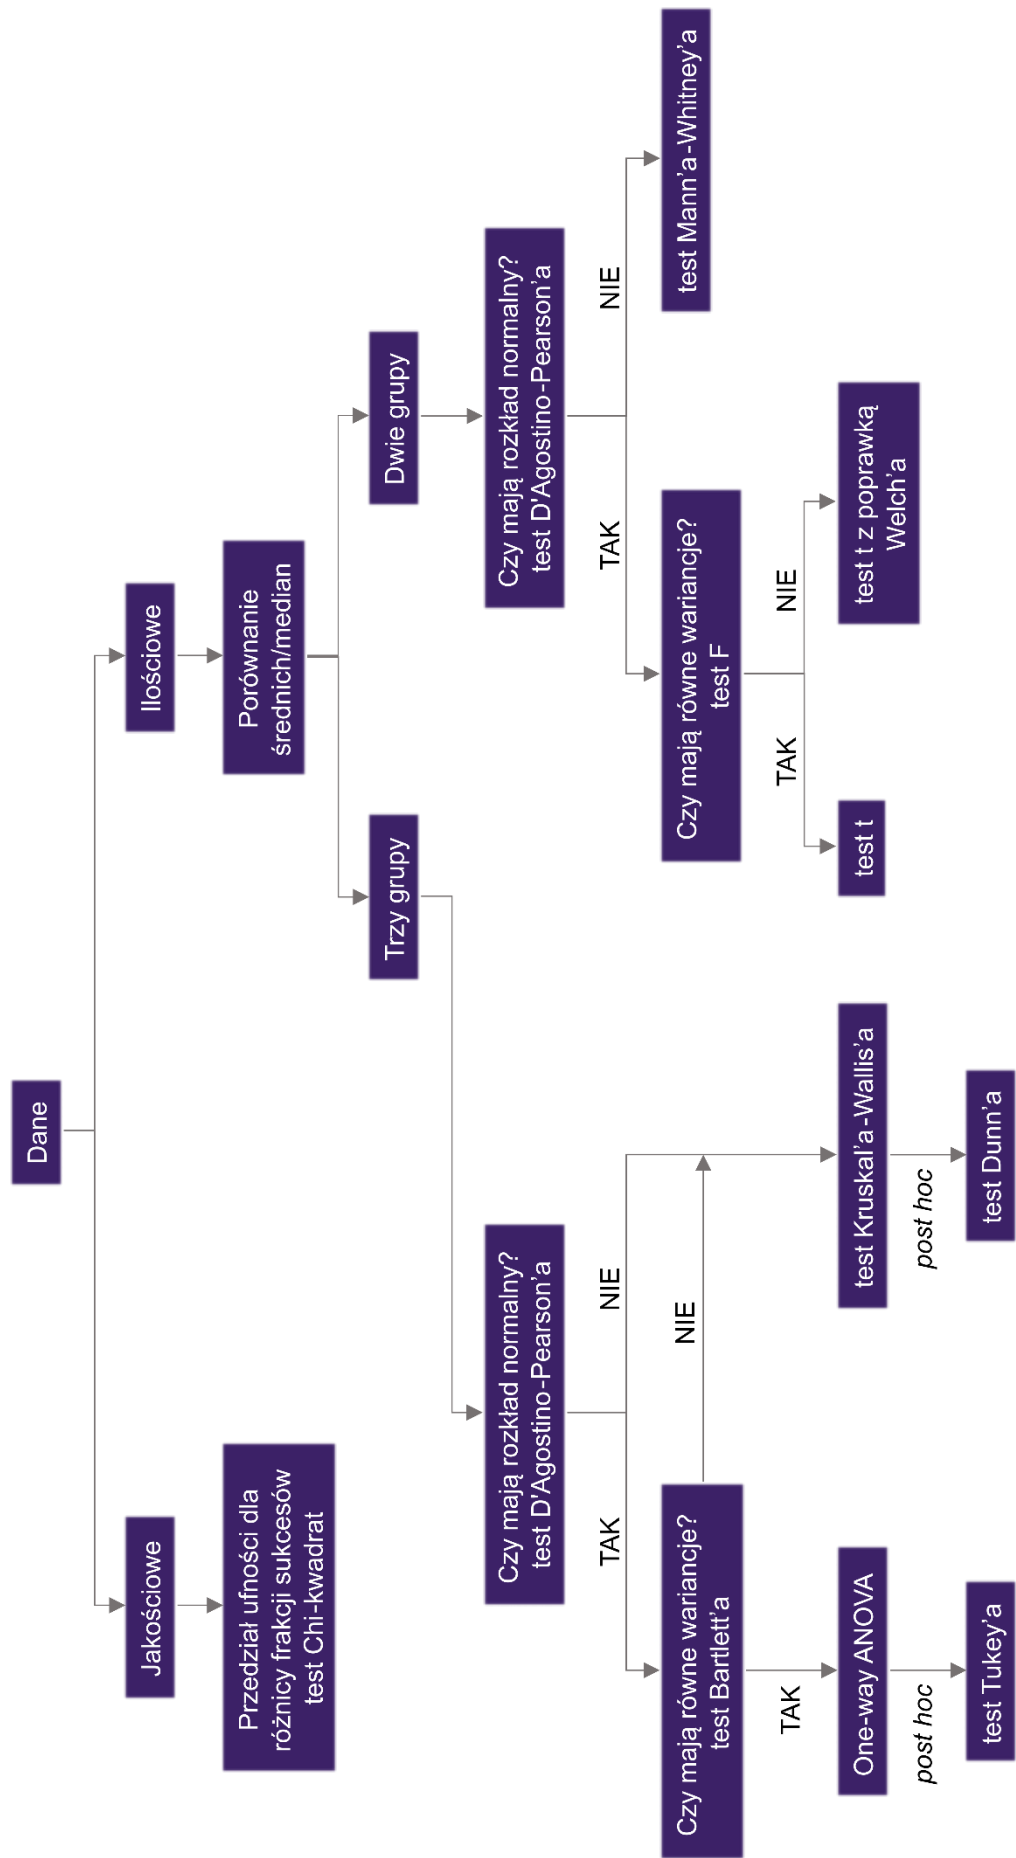 Dane
Jakościowe
Ilościowe
Przedział ufności dla
różnicy frakcji sukcesów
test Chi-kwadrat
Porównanie
średnich/median
Trzy grupy
Dwie grupy
Czy mają rozkład normalny?
test D'Agostino-Pearson’a
Czy mają rozkład normalny?
test D'Agostino-Pearson’a
TAK
NIE
TAK
NIE
Czy mają równe wariancje?
test Bartlett’a
NIE
Czy mają równe wariancje?
test F
test Mann’a-Whitney’a
TAK
TAK
NIE
One-way ANOVA
test Kruskal’a-Wallis’a
test t
test t z poprawką
Welch’a
post hoc
post hoc
test Tukey’a
test Dunn’a